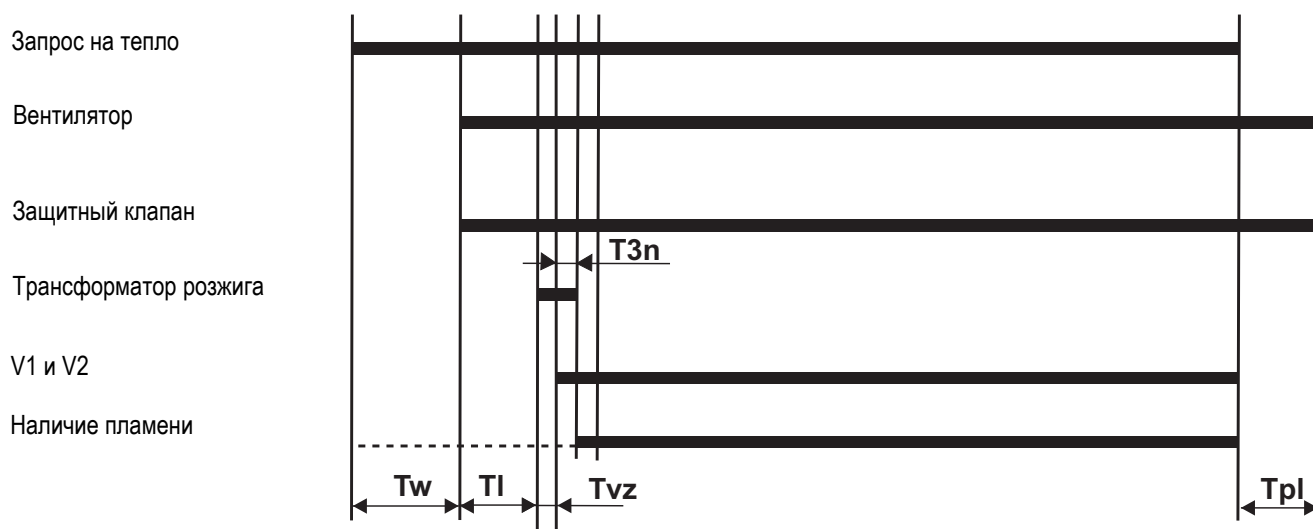 Запрос на тепло
Вентилятор
Защитный клапан
T3n
Трансформатор розжига
V1 и V2
Наличие пламени
Tw
Tl
Tvz
Tpl